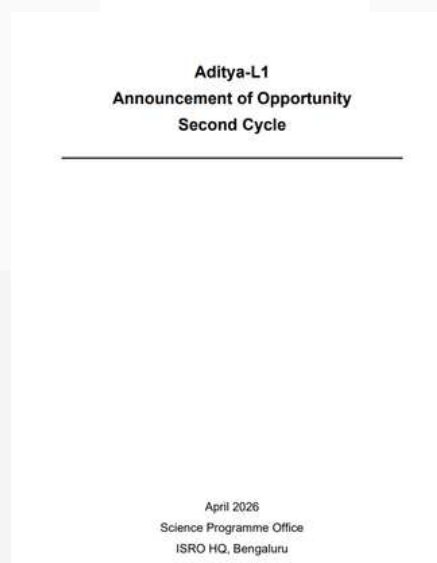 Aditya-L1
Announcement of Opportunity
Second Cycle
April 2026
Science Programme Office
ISRO HQ, Bengaluru